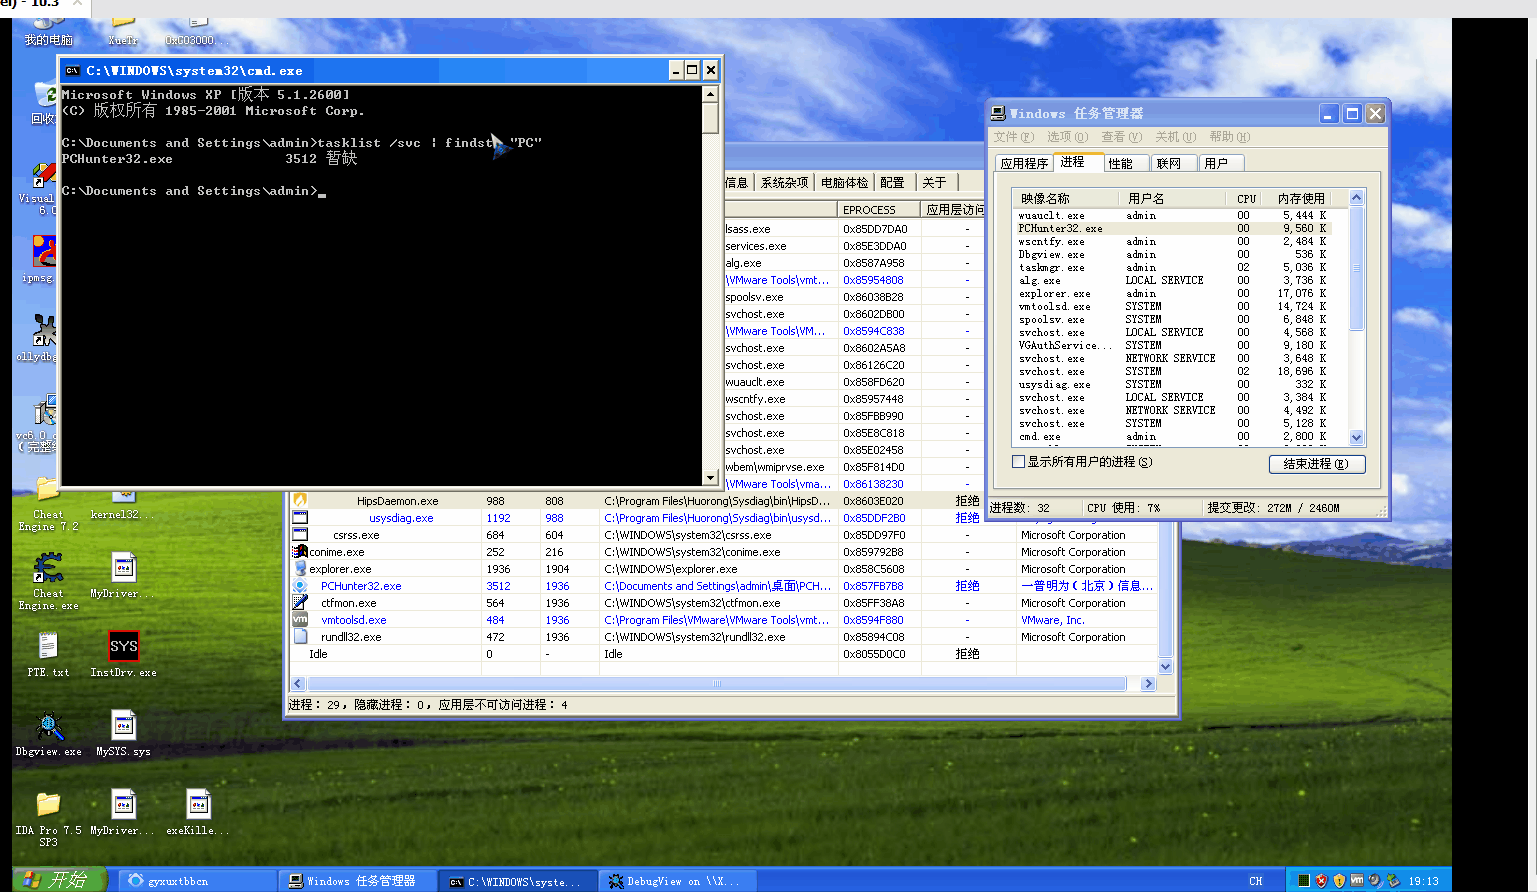 el) - 10.3
我的电脑
XueTr
0xG03000...
C:\WINDOWS\system32\cmd.exe
Microsoft Windows XP [版本 5.1.2600]
(C) 版权所有 1985-2001 Microsoft Corp.
C:\Documents and Settings\admin>tasklist /svc | findst "PC"
PCHunter32.exe 3512 暂缺
C:\Documents and Settings\admin>_
回收
Visual
6.0
ipmsg.
ollydbg
vc6.0_c
(完整
Cheat
Engine 7.2
kernel32...
Cheat
Engine.exe
MyDriver...
PTE.txt
InstDrv.exe
Dbgview.exe
MySYS.sys
IDA Pro 7.5
SP3
MyDriver...
exeKille...
信息 系统杂项 电脑体检 配置 关于
EPROCESS 应用层访问
lsass.exe 0x85DD7DA0 -
services.exe 0x85E3DDA0 -
alg.exe 0x8587A958 -
\VMware Tools\vmt... 0x85954808 -
spoolsv.exe 0x86038B28 -
svchost.exe 0x8602DB00 -
\VMware Tools\VM... 0x8594C838 -
svchost.exe 0x8602A5A8 -
svchost.exe 0x86126C20 -
wuauclt.exe 0x858FD620 -
wscntfy.exe 0x85957448 -
svchost.exe 0x85FBB990 -
svchost.exe 0x85E8C818 -
svchost.exe 0x85E02458 -
wbem\wmiprvse.exe 0x85F814D0 -
\VMware Tools\vma... 0x86138230 -
HipsDaemon.exe 988 808 C:\Program Files\Huorong\Sysdiag\bin\HipsD... 0x8603E020 拒绝
usysdiag.exe 1192 988 C:\Program Files\Huorong\Sysdiag\bin\usysd... 0x85DDF2B0 拒绝
csrss.exe 684 604 C:\WINDOWS\system32\csrss.exe 0x85DD97F0 - Microsoft Corporation
conime.exe 252 216 C:\WINDOWS\system32\conime.exe 0x859792B8 - Microsoft Corporation
explorer.exe 1936 1904 C:\WINDOWS\explorer.exe 0x858C5608 - Microsoft Corporation
PCHunter32.exe 3512 1936 C:\Documents and Settings\admin\桌面\PCH... 0x857FB7B8 拒绝 一普明为(北京)信息...
ctfmon.exe 564 1936 C:\WINDOWS\system32\ctfmon.exe 0x85FF38A8 - Microsoft Corporation
vmtoolsd.exe 484 1936 C:\Program Files\VMware\VMware Tools\vmt... 0x8594F880 - VMware, Inc.
rundll32.exe 472 1936 C:\WINDOWS\system32\rundll32.exe 0x85894C08 - Microsoft Corporation
Idle 0 - Idle 0x8055D0C0 拒绝
进程: 29, 隐藏进程: 0, 应用层不可访问进程: 4
Windows 任务管理器
文件(F) 选项(O) 查看(V) 关机(U) 帮助(H)
应用程序 进程 性能 联网 用户
映像名称 用户名 CPU 内存使用
wuauclt.exe admin 00 5,444 K
PCHunter32.exe 00 9,560 K
wscntfy.exe admin 00 2,484 K
Dbgview.exe admin 00 536 K
taskmgr.exe admin 02 5,036 K
alg.exe LOCAL SERVICE 00 3,736 K
explorer.exe admin 00 17,076 K
vmtoolsd.exe SYSTEM 00 14,724 K
spoolsv.exe SYSTEM 00 6,848 K
svchost.exe LOCAL SERVICE 00 4,568 K
VGAuthService... SYSTEM 00 9,180 K
svchost.exe NETWORK SERVICE 00 3,648 K
svchost.exe SYSTEM 02 18,696 K
usysdiag.exe SYSTEM 00 332 K
svchost.exe LOCAL SERVICE 00 3,384 K
svchost.exe NETWORK SERVICE 00 4,492 K
svchost.exe SYSTEM 00 5,128 K
cmd.exe admin 00 2,800 K
显示所有用户的进程(S)
结束进程(E)
进程数: 32 CPU 使用: 7% 提交更改: 272M / 2460M
开始
gyxuxtbbcn
Windows 任务管理器
C:\WINDOWS\syste...
DebugView on \\X...
CH
19:13